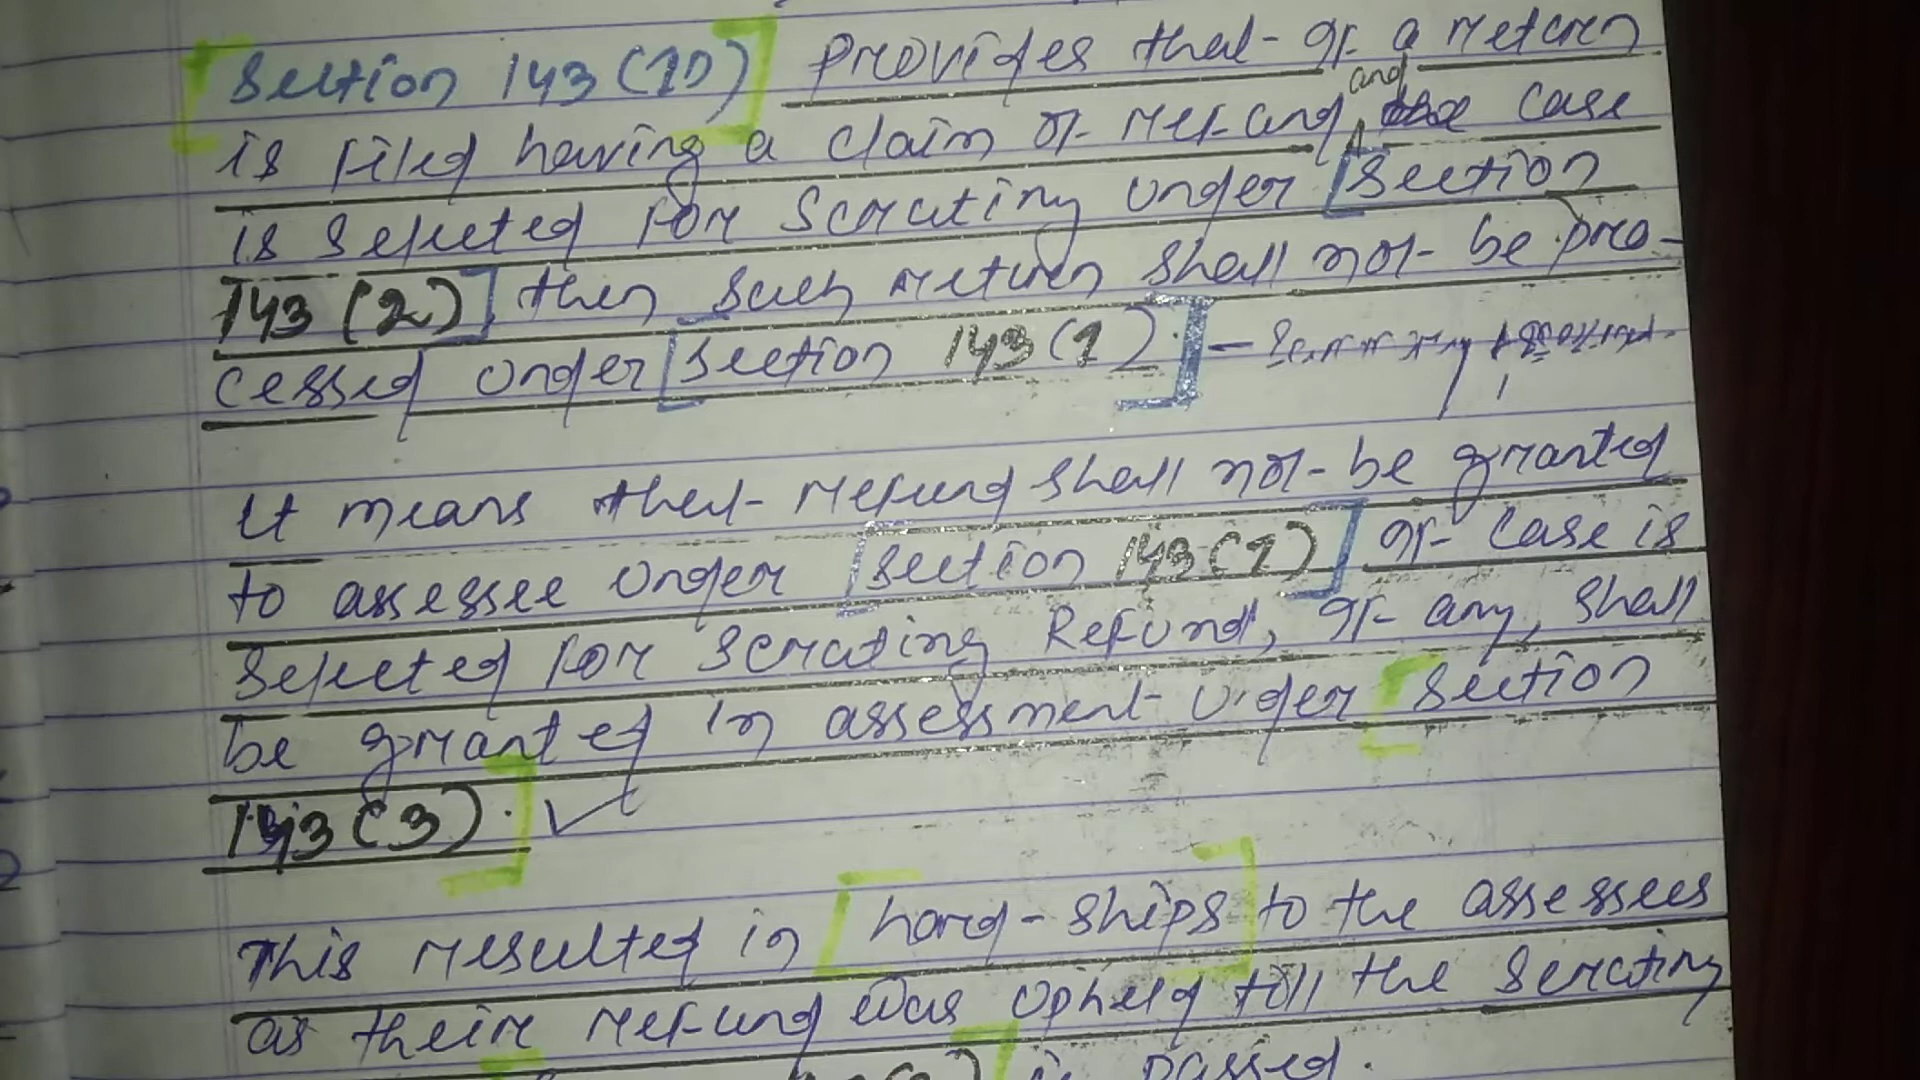 Section 143(1D) provides that if a return
is filed having a claim of refund and the case
is selected for scrutiny under Section
143(2) then such return shall not be pro-
cessed under Section 143(1).
It means that refund shall not be granted
to assessee under Section 143(1) if case is
selected for scrutiny Refund, if any, shall
be granted in assessment under Section
143(3).
This resulted in hard-ships to the assessees
as their refund was upheld till the scrutiny
is passed.